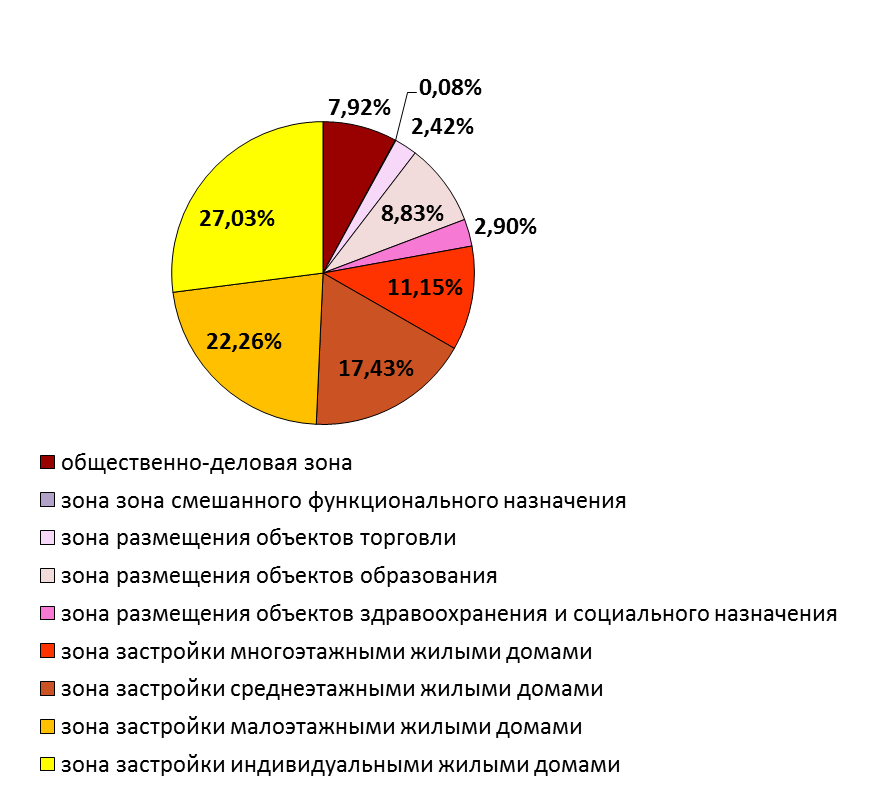 0,08%
7,92%
2,42%
8,83%
27,03%
2,90%
11,15%
22,26%
17,43%
общественно-деловая зона
зона зона смешанного функционального назначения
зона размещения объектов торговли
зона размещения объектов образования
зона размещения объектов здравоохранения и социального назначения
зона застройки многоэтажными жилыми домами
зона застройки среднеэтажными жилыми домами
зона застройки малоэтажными жилыми домами
зона застройки индивидуальными жилыми домами